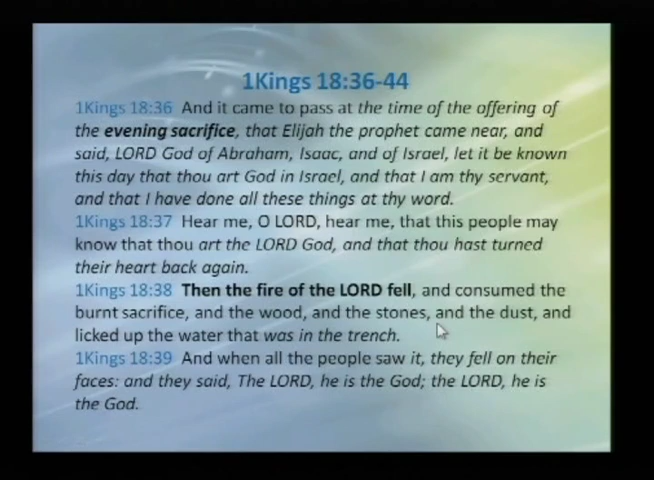 1Kings 18:36-44
1Kings 18:36 And it came to pass at the time of the offering of
the evening sacrifice, that Elijah the prophet came near, and
said, LORD God of Abraham, Isaac, and of Israel, let it be known
this day that thou art God in Israel, and that I am thy servant,
and that I have done all these things at thy word.
1Kings 18:37 Hear me, O LORD, hear me, that this people may
know that thou art the LORD God, and that thou hast turned
their heart back again.
1Kings 18:38 Then the fire of the LORD fell, and consumed the
burnt sacrifice, and the wood, and the stones, and the dust, and
licked up the water that was in the trench.
1Kings 18:39 And when all the people saw it, they fell on their
faces: and they said, The LORD, he is the God; the LORD, he is
the God.